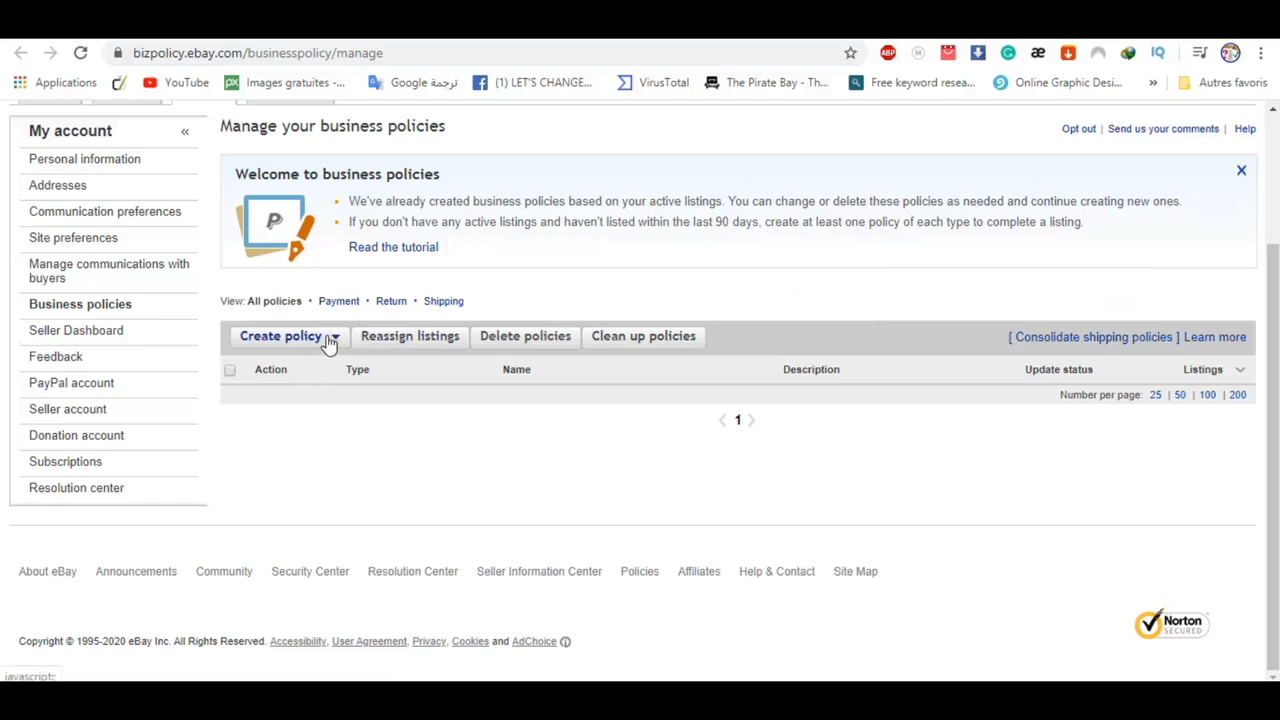 bizpolicy.ebay.com/businesspolicy/manage
ABP
M
æ
IQ
Applications
YouTube
px
Images gratuites -...
Google ترجمة
(1) LET'S CHANGE...
VirusTotal
The Pirate Bay - Th...
Free keyword resea...
Online Graphic Desi...
»
Autres favoris
My account «
Personal information
Addresses
Communication preferences
Site preferences
Manage communications with
buyers
Business policies
Seller Dashboard
Feedback
PayPal account
Seller account
Donation account
Subscriptions
Resolution center
Manage your business policies
Opt out | Send us your comments | Help
Welcome to business policies
X
P
• We've already created business policies based on your active listings. You can change or delete these policies as needed and continue creating new ones.
• If you don't have any active listings and haven't listed within the last 90 days, create at least one policy of each type to complete a listing.
Read the tutorial
View: All policies • Payment • Return • Shipping
Create policy Reassign listings Delete policies Clean up policies [ Consolidate shipping policies ] Learn more
Action Type Name Description Update status Listings
Number per page: 25 | 50 | 100 | 200
< 1 >
About eBay Announcements Community Security Center Resolution Center Seller Information Center Policies Affiliates Help & Contact Site Map
Norton
SECURED
Copyright © 1995-2020 eBay Inc. All Rights Reserved. Accessibility, User Agreement, Privacy, Cookies and AdChoice
javascript: